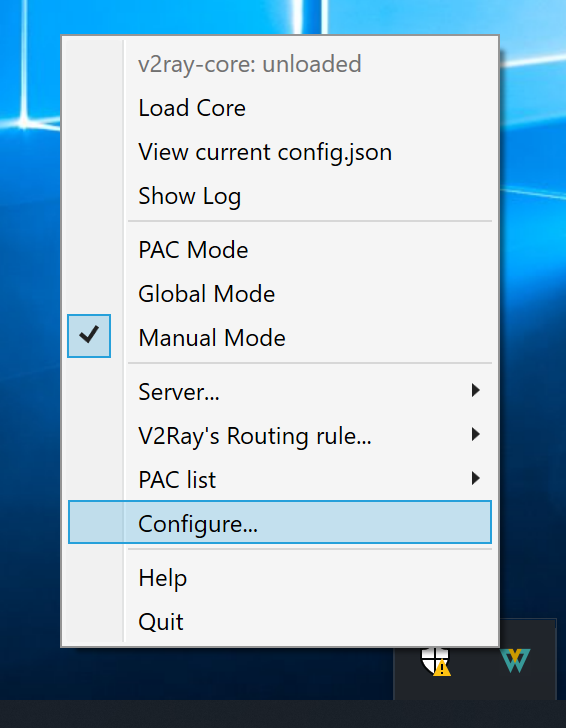 v2ray-core: unloaded
Load Core
View current config.json
Show Log
PAC Mode
Global Mode
Manual Mode
Server...
V2Ray's Routing rule...
PAC list
Configure...
Help
Quit